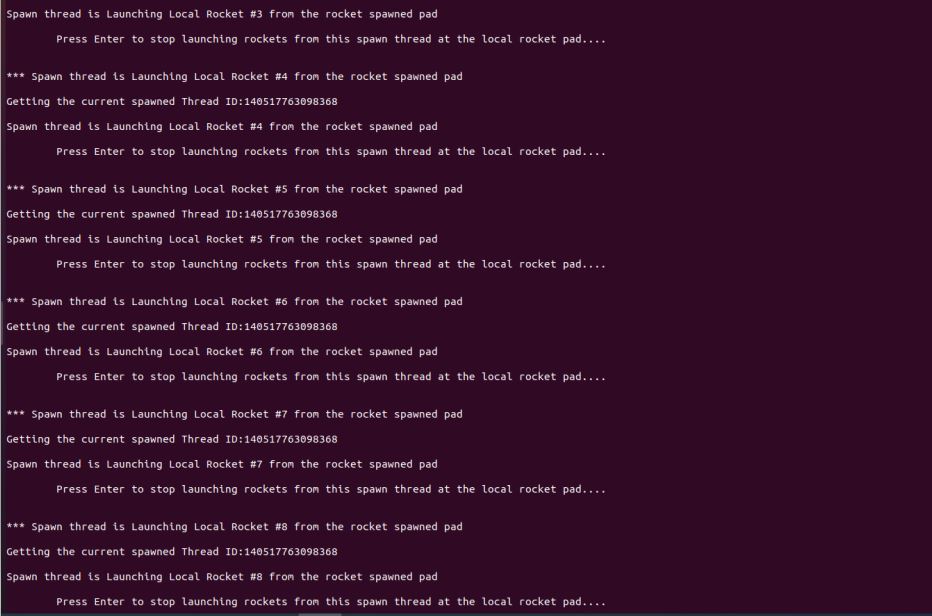 Spawn thread is Launching Local Rocket #3 from the rocket spawned pad
Press Enter to stop launching rockets from this spawn thread at the local rocket pad....
*** Spawn thread is Launching Local Rocket #4 from the rocket spawned pad
Getting the current spawned Thread ID:140517763098368
Spawn thread is Launching Local Rocket #4 from the rocket spawned pad
Press Enter to stop launching rockets from this spawn thread at the local rocket pad....
*** Spawn thread is Launching Local Rocket #5 from the rocket spawned pad
Getting the current spawned Thread ID:140517763098368
Spawn thread is Launching Local Rocket #5 from the rocket spawned pad
Press Enter to stop launching rockets from this spawn thread at the local rocket pad....
*** Spawn thread is Launching Local Rocket #6 from the rocket spawned pad
Getting the current spawned Thread ID:140517763098368
Spawn thread is Launching Local Rocket #6 from the rocket spawned pad
Press Enter to stop launching rockets from this spawn thread at the local rocket pad....
*** Spawn thread is Launching Local Rocket #7 from the rocket spawned pad
Getting the current spawned Thread ID:140517763098368
Spawn thread is Launching Local Rocket #7 from the rocket spawned pad
Press Enter to stop launching rockets from this spawn thread at the local rocket pad....
*** Spawn thread is Launching Local Rocket #8 from the rocket spawned pad
Getting the current spawned Thread ID:140517763098368
Spawn thread is Launching Local Rocket #8 from the rocket spawned pad
Press Enter to stop launching rockets from this spawn thread at the local rocket pad....